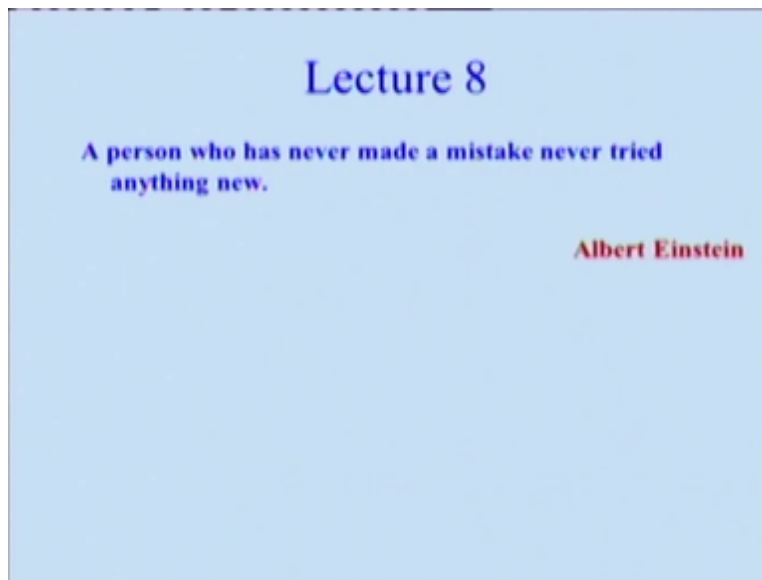 Lecture 8
A person who has never made a mistake never tried
anything new.
Albert Einstein